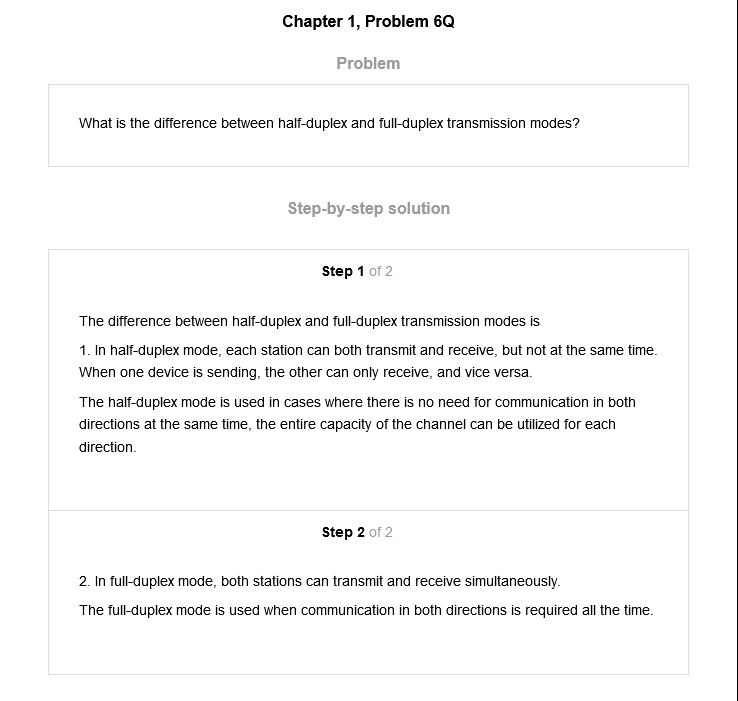 Chapter 1, Problem 6Q
Problem
What is the difference between half-duplex and full-duplex transmission modes?
Step-by-step solution
Step 1 of 2
The difference between half-duplex and full-duplex transmission modes is
1. In half-duplex mode, each station can both transmit and receive, but not at the same time.
When one device is sending, the other can only receive, and vice versa.
The half-duplex mode is used in cases where there is no need for communication in both
directions at the same time, the entire capacity of the channel can be utilized for each
direction.
Step 2 of 2
2. In full-duplex mode, both stations can transmit and receive simultaneously.
The full-duplex mode is used when communication in both directions is required all the time.